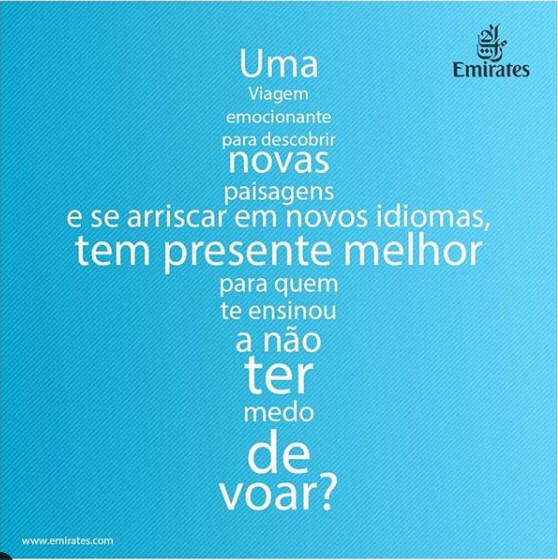 Emirates
Uma
Viagem
emocionante
para descobrir
novas
paisagens
e se arriscar em novos idiomas,
tem presente melhor
para quem
te ensinou
a não
ter
medo
de
voar?
www.emirates.com